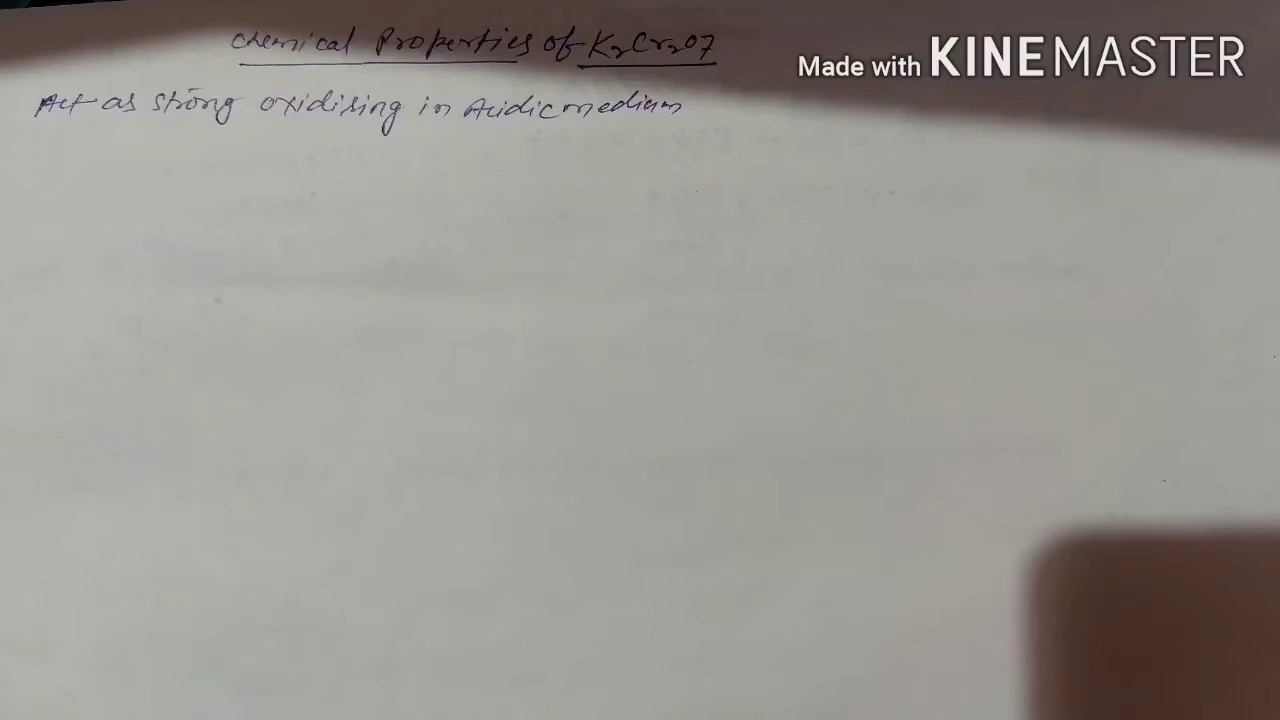 Chemical Properties of K2Cr2O7
Made with KINEMASTER
Act as strong oxidising in Acidic medium